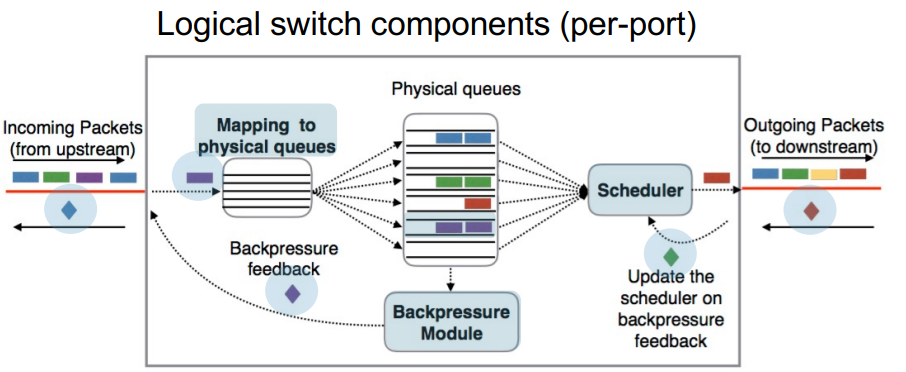 Logical switch components (per-port)
Physical queues
Incoming Packets
(from upstream)
Mapping to
physical queues
Outgoing Packets
(to downstream)
Scheduler
Backpressure
feedback
Backpressure
Module
Update the
scheduler on
backpressure
feedback